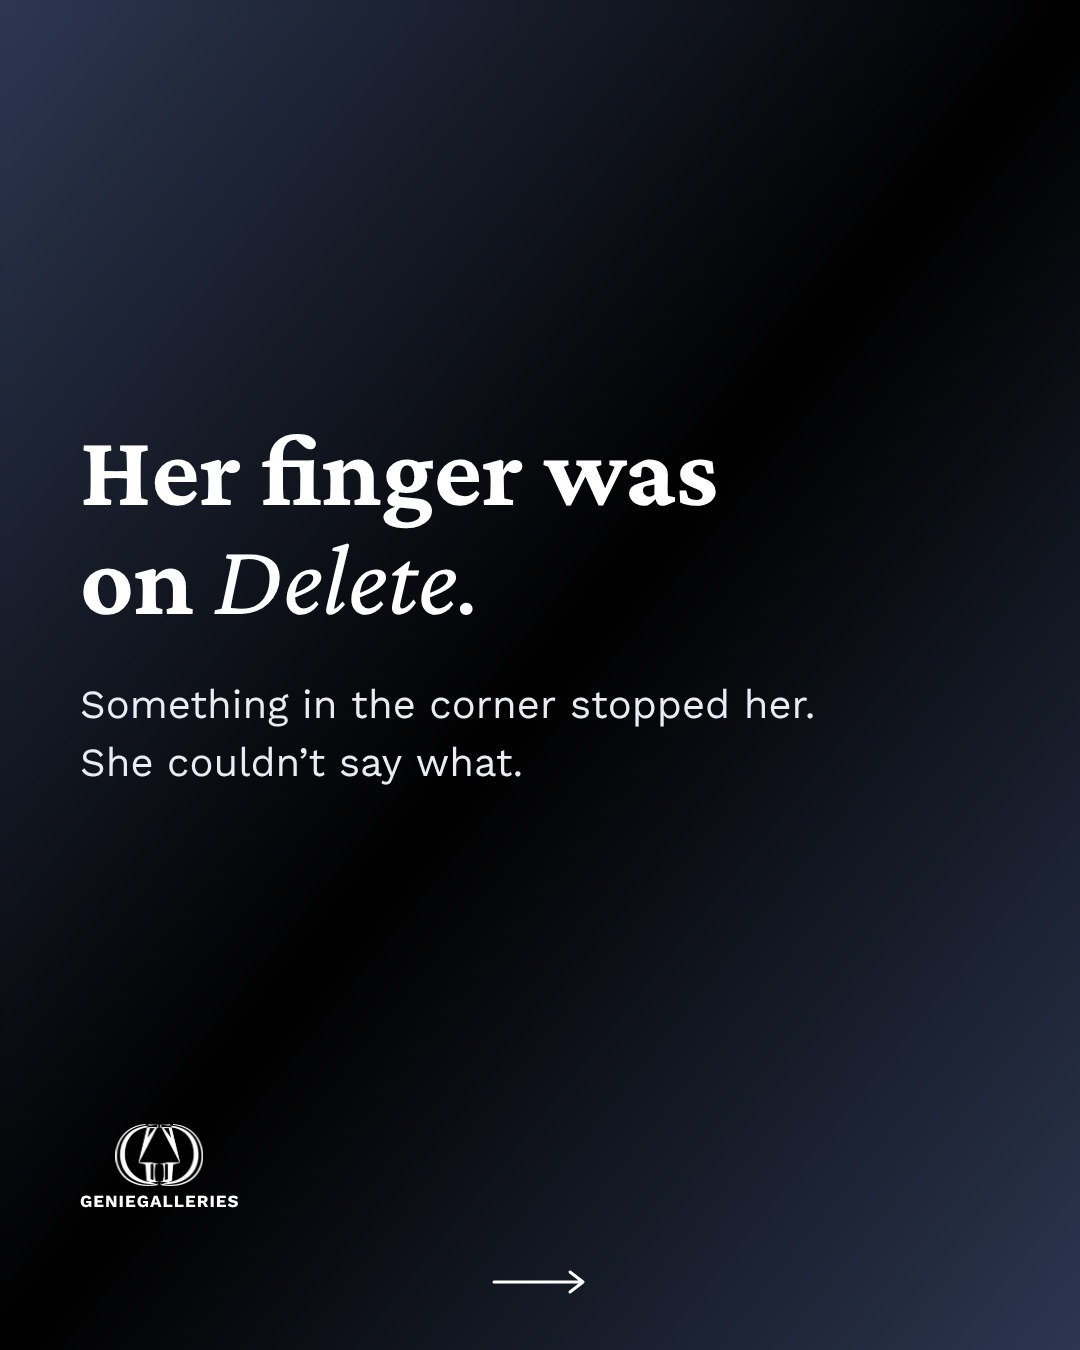 Her finger was
on Delete.
Something in the corner stopped her.
She couldn’t say what.
GENIEGALLERIES